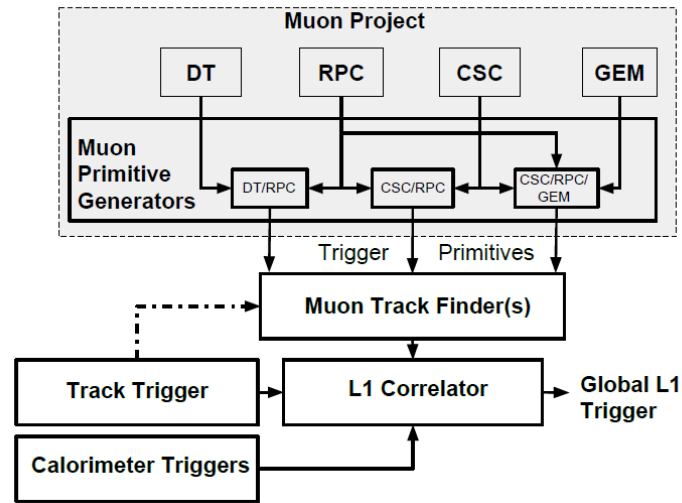 Muon Project
DT
RPC
CSC
GEM
Muon
Primitive
Generators
DT/RPC
CSC/RPC
CSC/RPC/
GEM
Trigger
Primitives
Muon Track Finder(s)
Track Trigger
L1 Correlator
Global L1
Trigger
Calorimeter Triggers